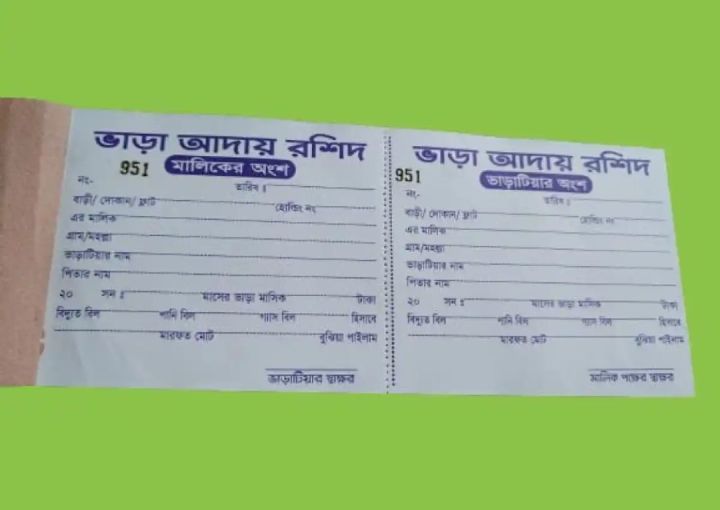 ভাড়া আদায় রশিদ
951 মালিকের অংশ
নং- তারিখ ঃ
বাড়ী/ দোকান/ ফ্লাট হোল্ডিং নং
এর মালিক
গ্রাম/মহল্লা
ভাড়াটিয়ার নাম
পিতার নাম
২০ সন ঃ মাসের ভাড়া মাসিক টাকা
বিদ্যুত বিল পানি বিল গ্যাস বিল হিসাবে
মারফত মোট বুঝিয়া পাইলাম
ভাড়াটিয়ার স্বাক্ষর
ভাড়া আদায় রশিদ
951 ভাড়াটিয়ার অংশ
নং- তারিখ ঃ
বাড়ী/ দোকান/ ফ্লাট হোল্ডিং নং
এর মালিক
গ্রাম/মহল্লা
ভাড়াটিয়ার নাম
পিতার নাম
২০ সন ঃ মাসের ভাড়া মাসিক টাকা
বিদ্যুত বিল পানি বিল গ্যাস বিল হিসাবে
মারফত মোট বুঝিয়া পাইলাম
মালিক পক্ষের স্বাক্ষর